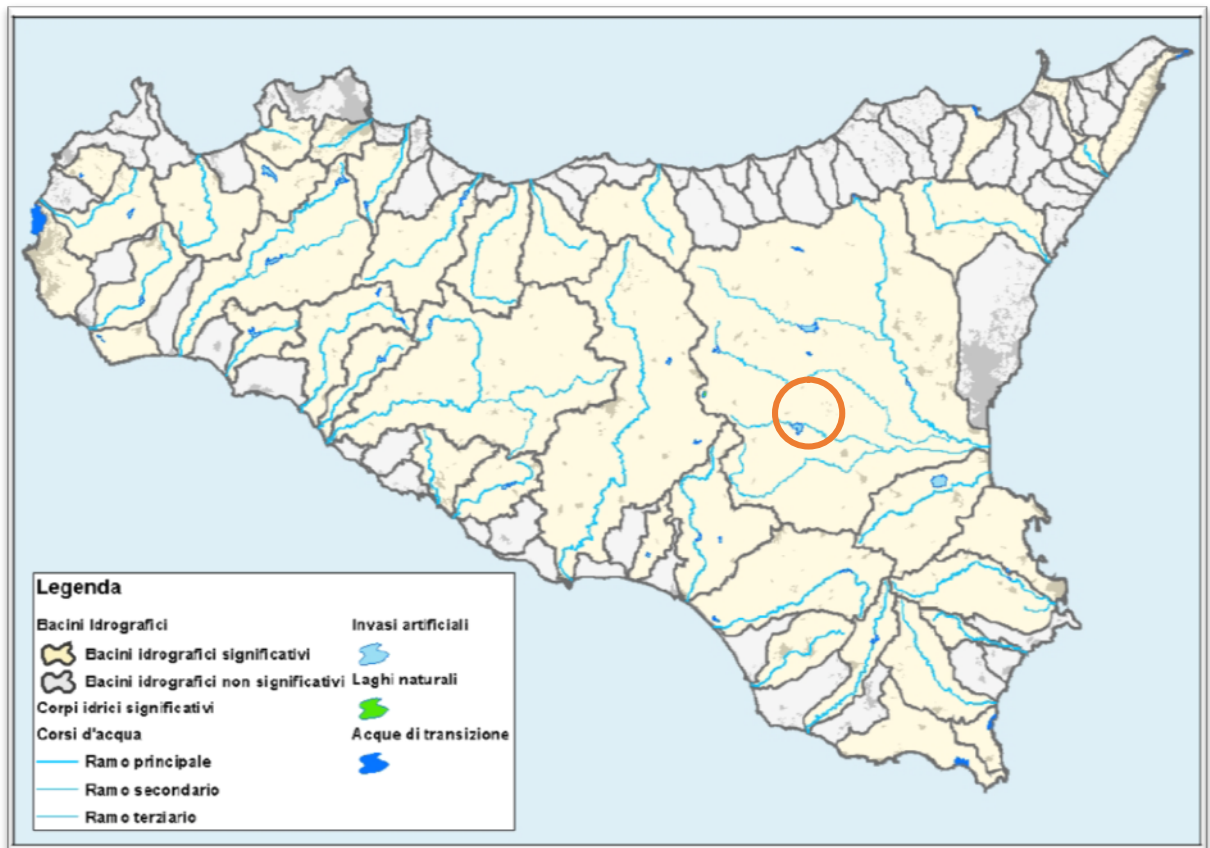 Legenda
Bacini Idrografici
Bacini idrografici significativi
Bacini idrografici non significativi
Corpi idrici significativi
Corsi d'acqua
Ramo principale
Ramo secondario
Ramo terziario
Invasi artificiali
Laghi naturali
Acque di transizione